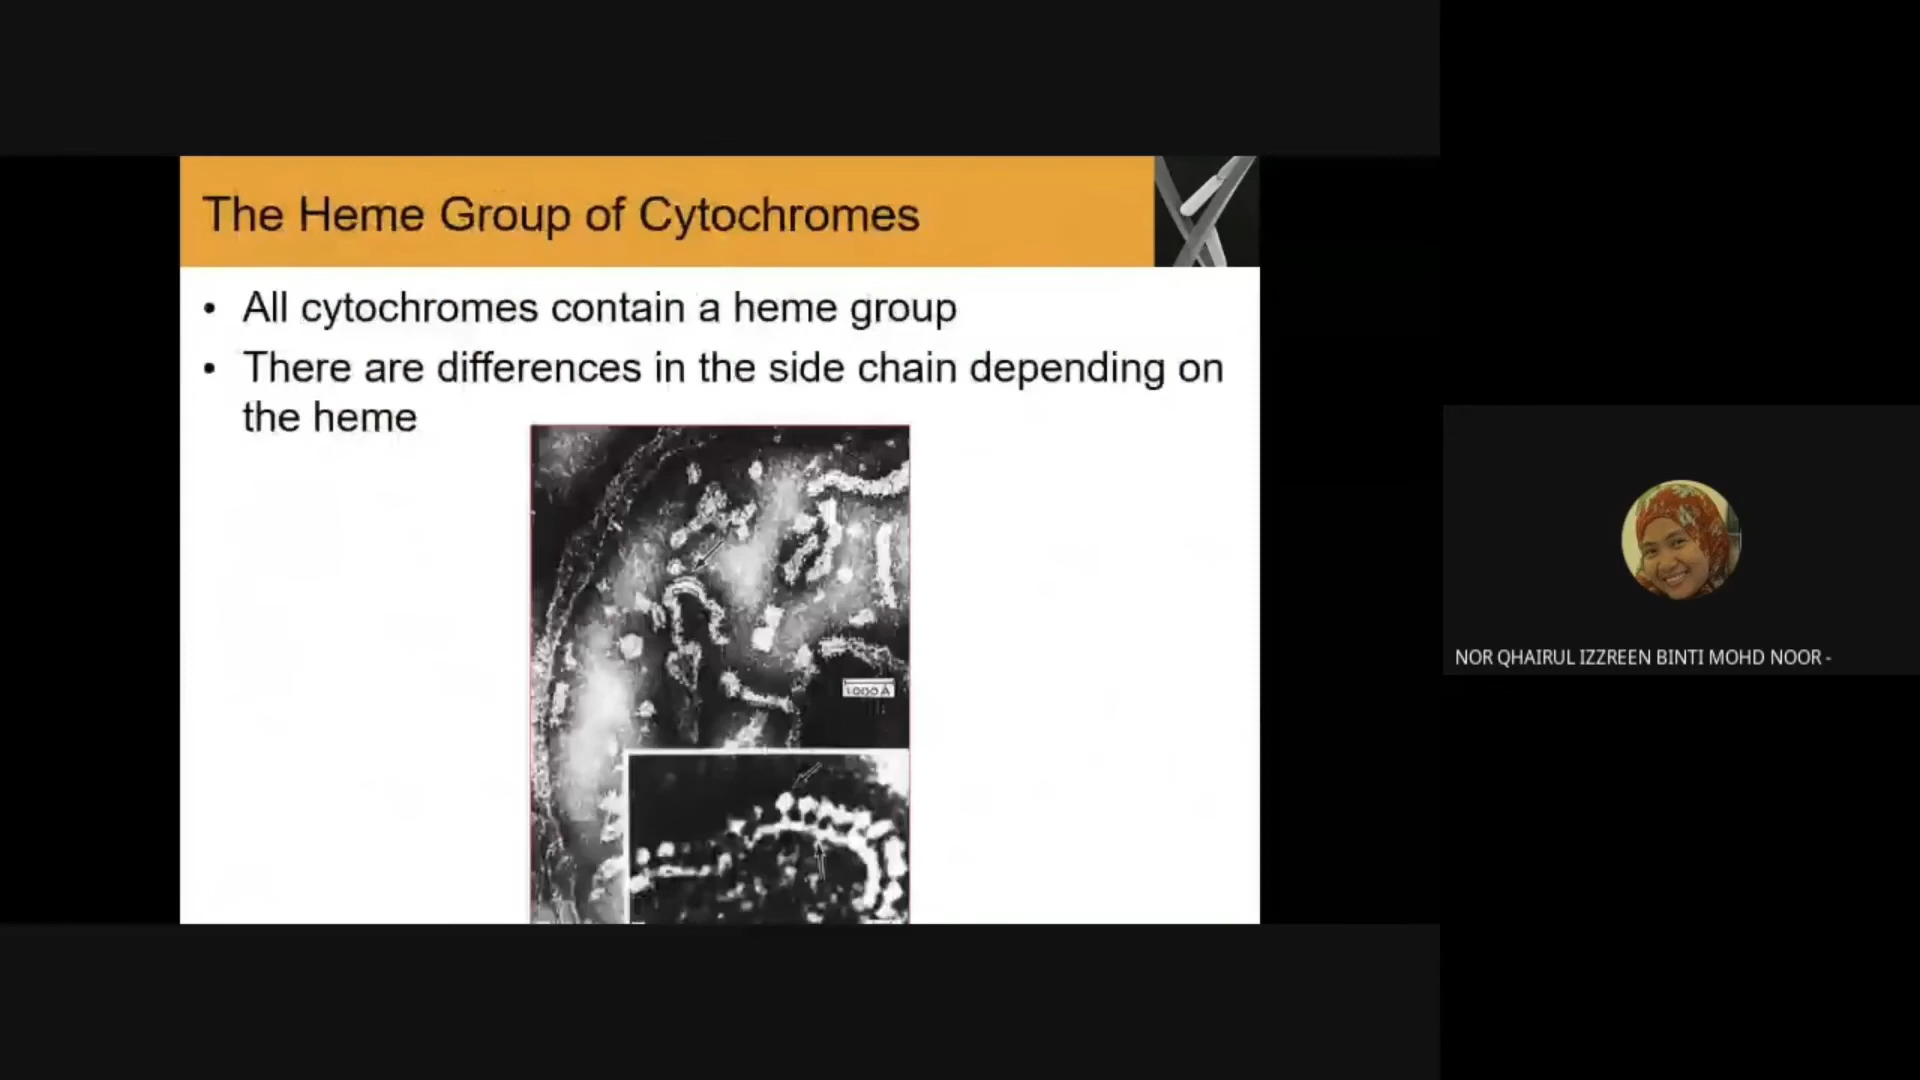 The Heme Group of Cytochromes
• All cytochromes contain a heme group
• There are differences in the side chain depending on
the heme
1000 Å
NOR QHAIRUL IZZREEN BINTI MOHD NOOR -